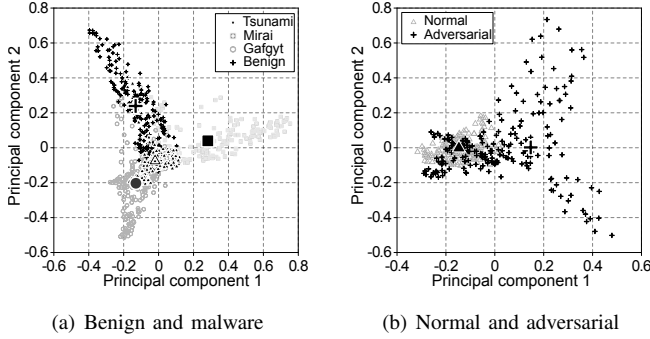 Principal component 2
0.8
0.6
0.4
0.2
0
-0.2
-0.4
-0.6
Tsunami
Mirai
Gafgyt
Benign
-0.6 -0.4 -0.2 0 0.2 0.4 0.6 0.8
Principal component 1
(a) Benign and malware
Principal component 2
0.8
0.6
0.4
0.2
0
-0.2
-0.4
-0.6
Normal
Adversarial
-0.4 -0.2 0 0.2 0.4 0.6
Principal component 1
(b) Normal and adversarial